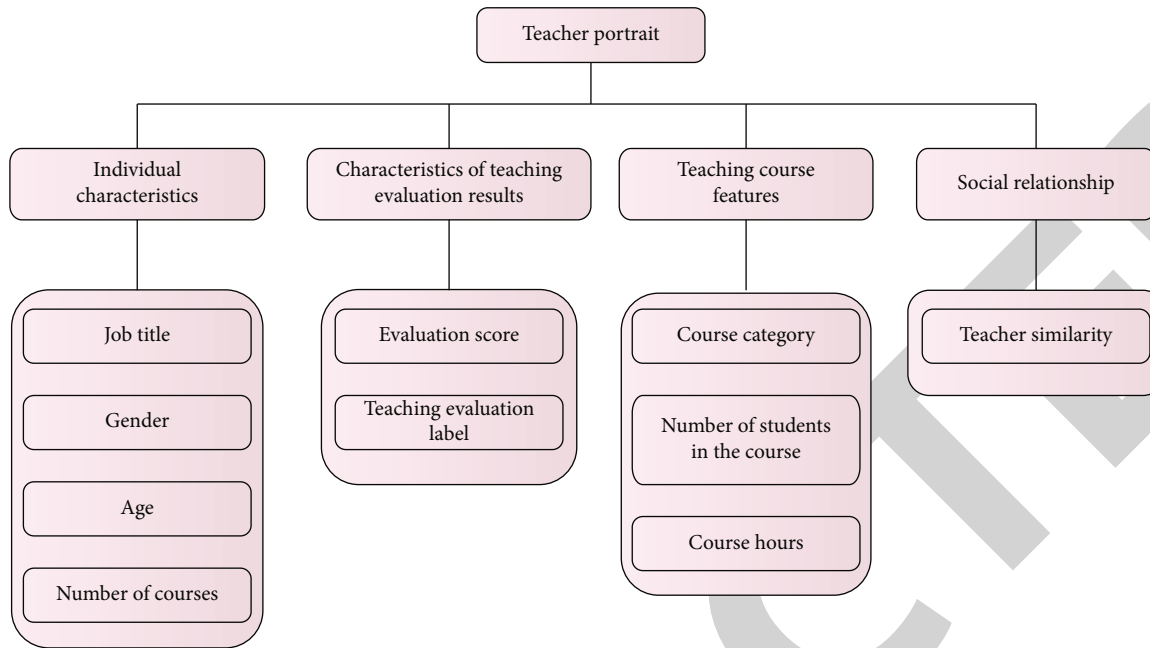 Teacher portrait
Individual
characteristics
Characteristics of teaching
evaluation results
Teaching course
features
Social relationship
Job title
Gender
Age
Number of courses
Evaluation score
Teaching evaluation
label
Course category
Number of students
in the course
Course hours
Teacher similarity